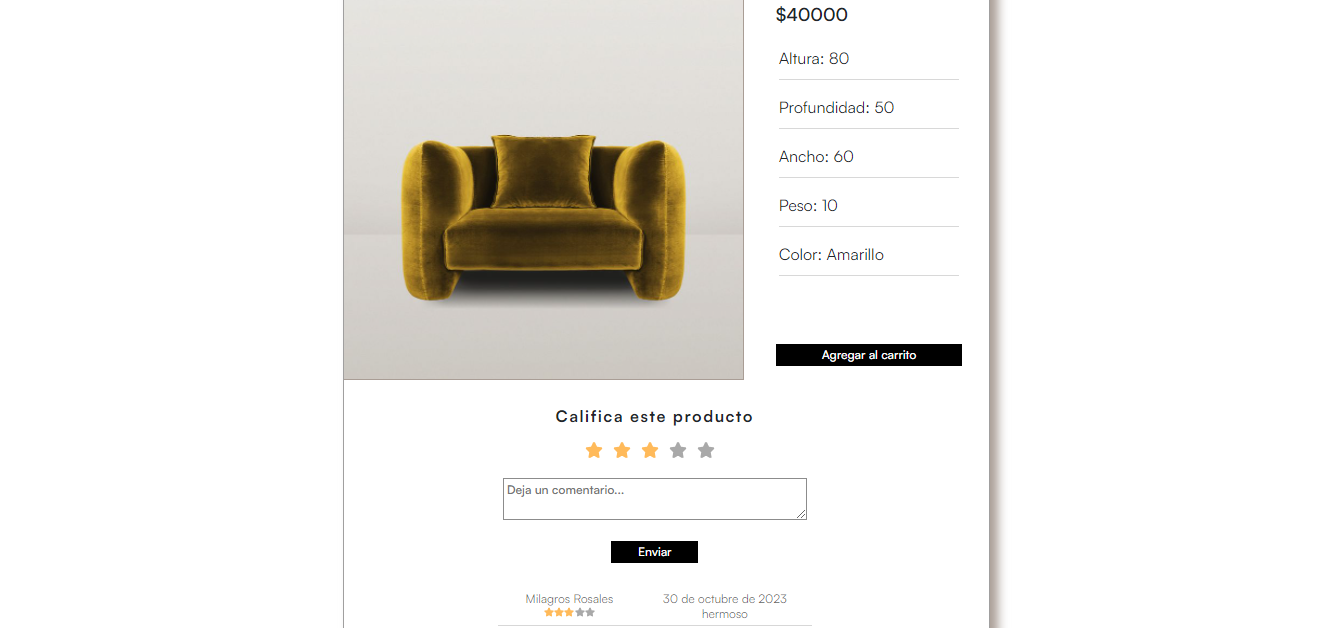 $40000
Altura: 80
Profundidad: 50
Ancho: 60
Peso: 10
Color: Amarillo
Agregar al carrito
Califica este producto
Deja un comentario...
Enviar
Milagros Rosales
30 de octubre de 2023
hermoso